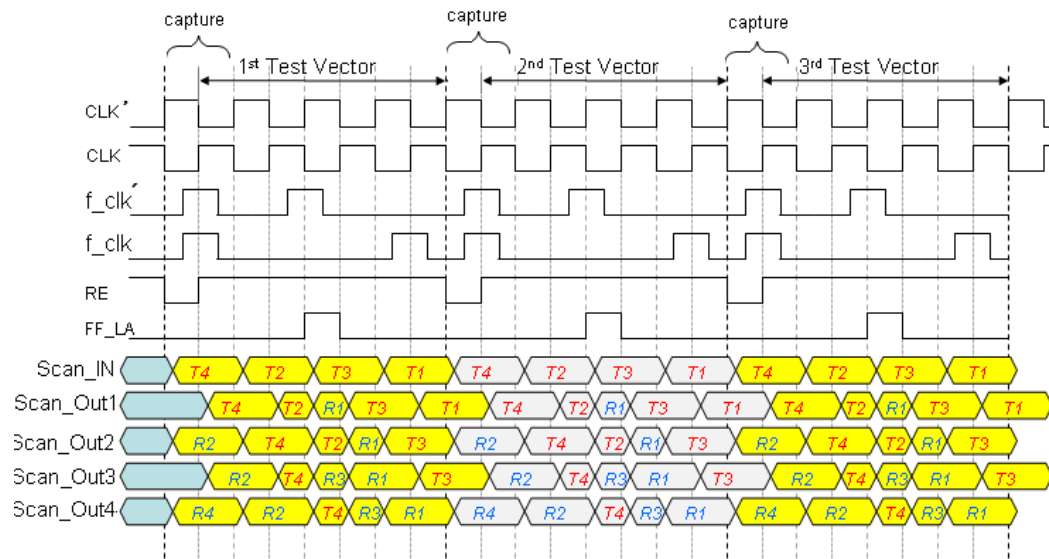 capture capture capture
1st Test Vector 2nd Test Vector 3rd Test Vector
CLK′
CLK
f_clk′
f_clk
RE
FF_LA
Scan_IN T4 T2 T3 T1 T4 T2 T3 T1 T4 T2 T3 T1
Scan_Out1 T4 T2 R1 T3 T1 T4 T2 R1 T3 T1 T4 T2 R1 T3 T1
Scan_Out2 R2 T4 T2 R1 T3 R2 T4 T2 R1 T3 R2 T4 T2 R1 T3
Scan_Out3 R2 T4 R3 R1 T3 R2 T4 R3 R1 T3 R2 T4 R3 R1 T3
Scan_Out4 R4 R2 T4 R3 R1 R4 R2 T4 R3 R1 R4 R2 T4 R3 R1